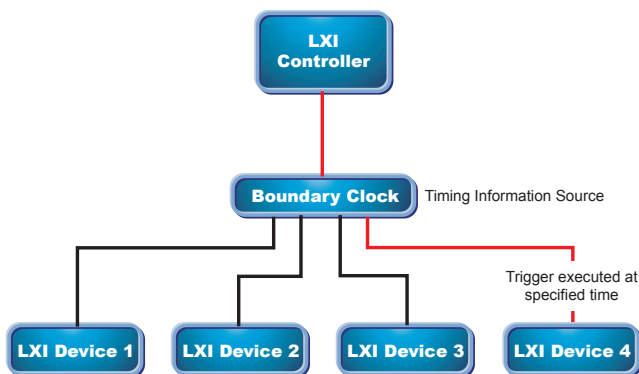 LXI
Controller
Boundary Clock
Timing Information Source
Trigger executed at
specified time
LXI Device 1
LXI Device 2
LXI Device 3
LXI Device 4